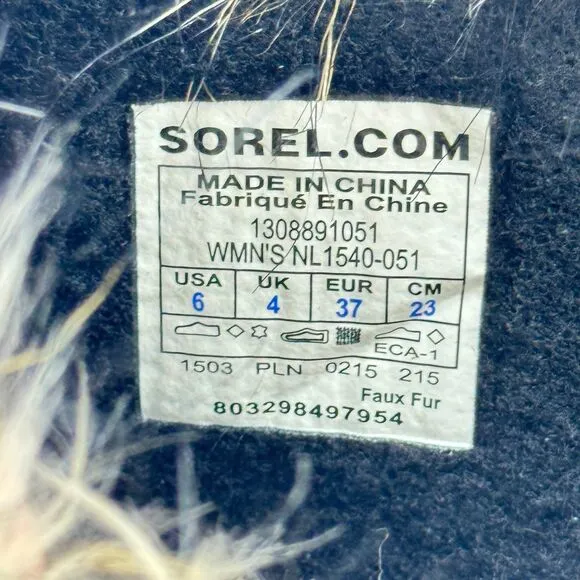 SOREL.COM
MADE IN CHINA
Fabriqué En Chine
1308891051
WMN'S NL1540-051
USA UK EUR CM
6 4 37 23
ECA-1
1503 PLN 0215 215
Faux Fur
803298497954